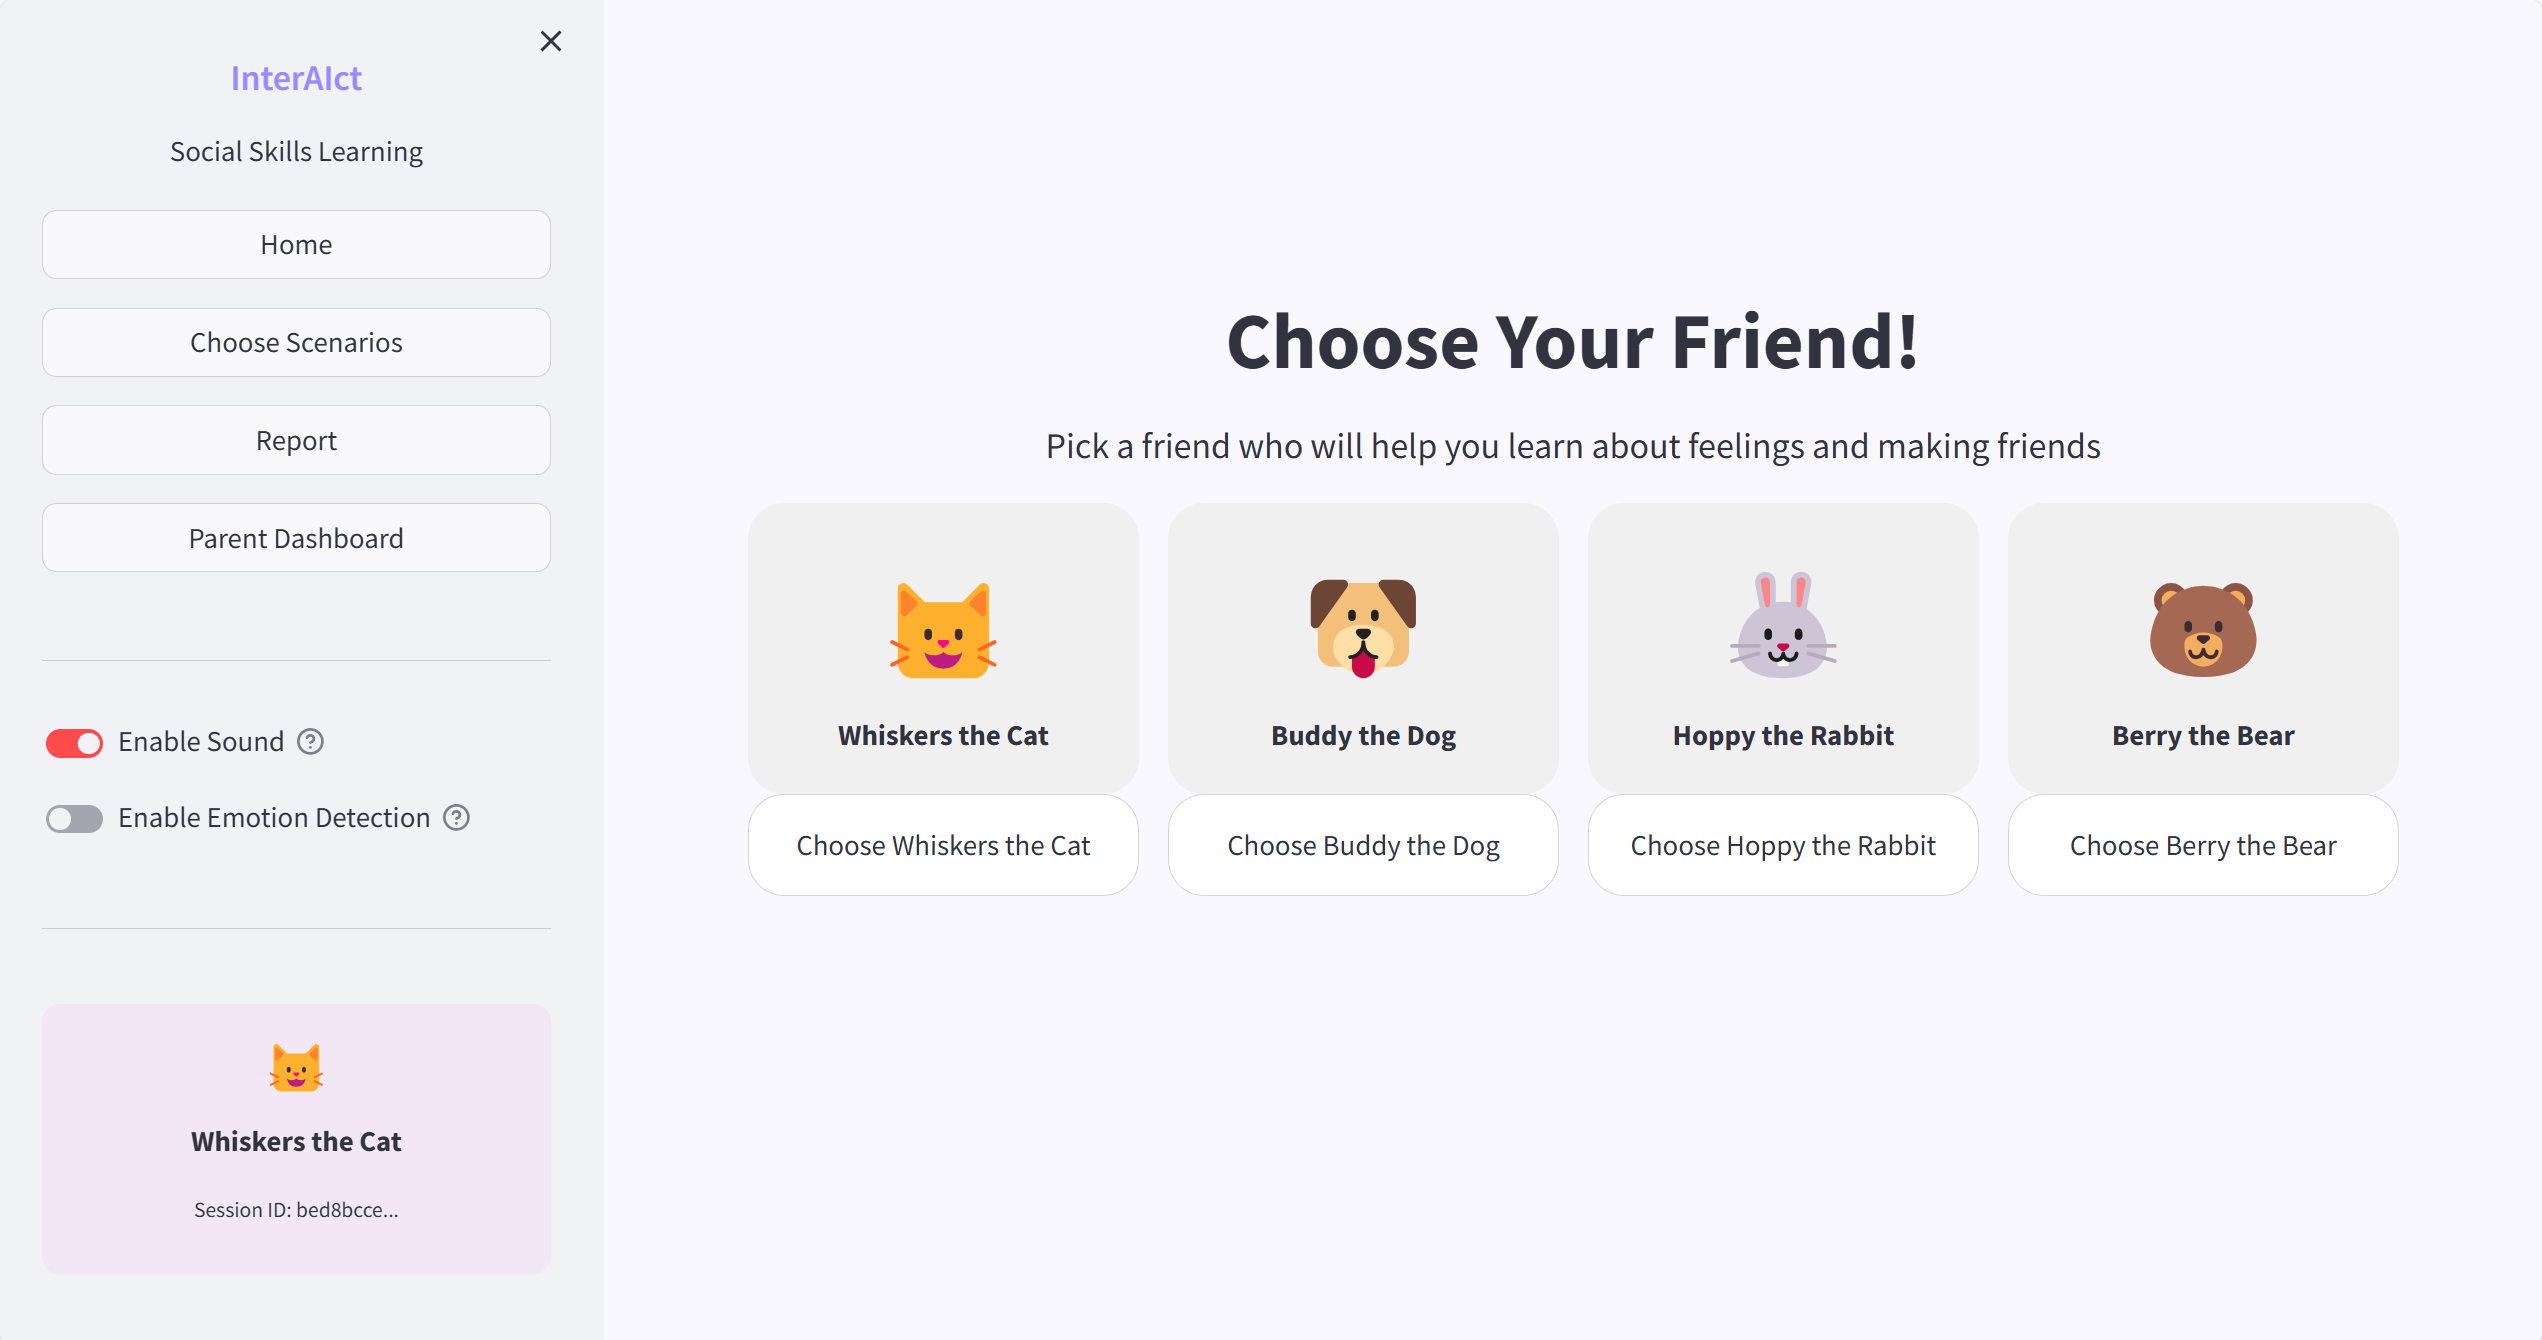 InterAIct
Social Skills Learning
Home
Choose Scenarios
Report
Parent Dashboard
Enable Sound
Enable Emotion Detection
Whiskers the Cat
Session ID: bed8bcce...
Choose Your Friend!
Pick a friend who will help you learn about feelings and making friends
Whiskers the Cat
Choose Whiskers the Cat
Buddy the Dog
Choose Buddy the Dog
Hoppy the Rabbit
Choose Hoppy the Rabbit
Berry the Bear
Choose Berry the Bear